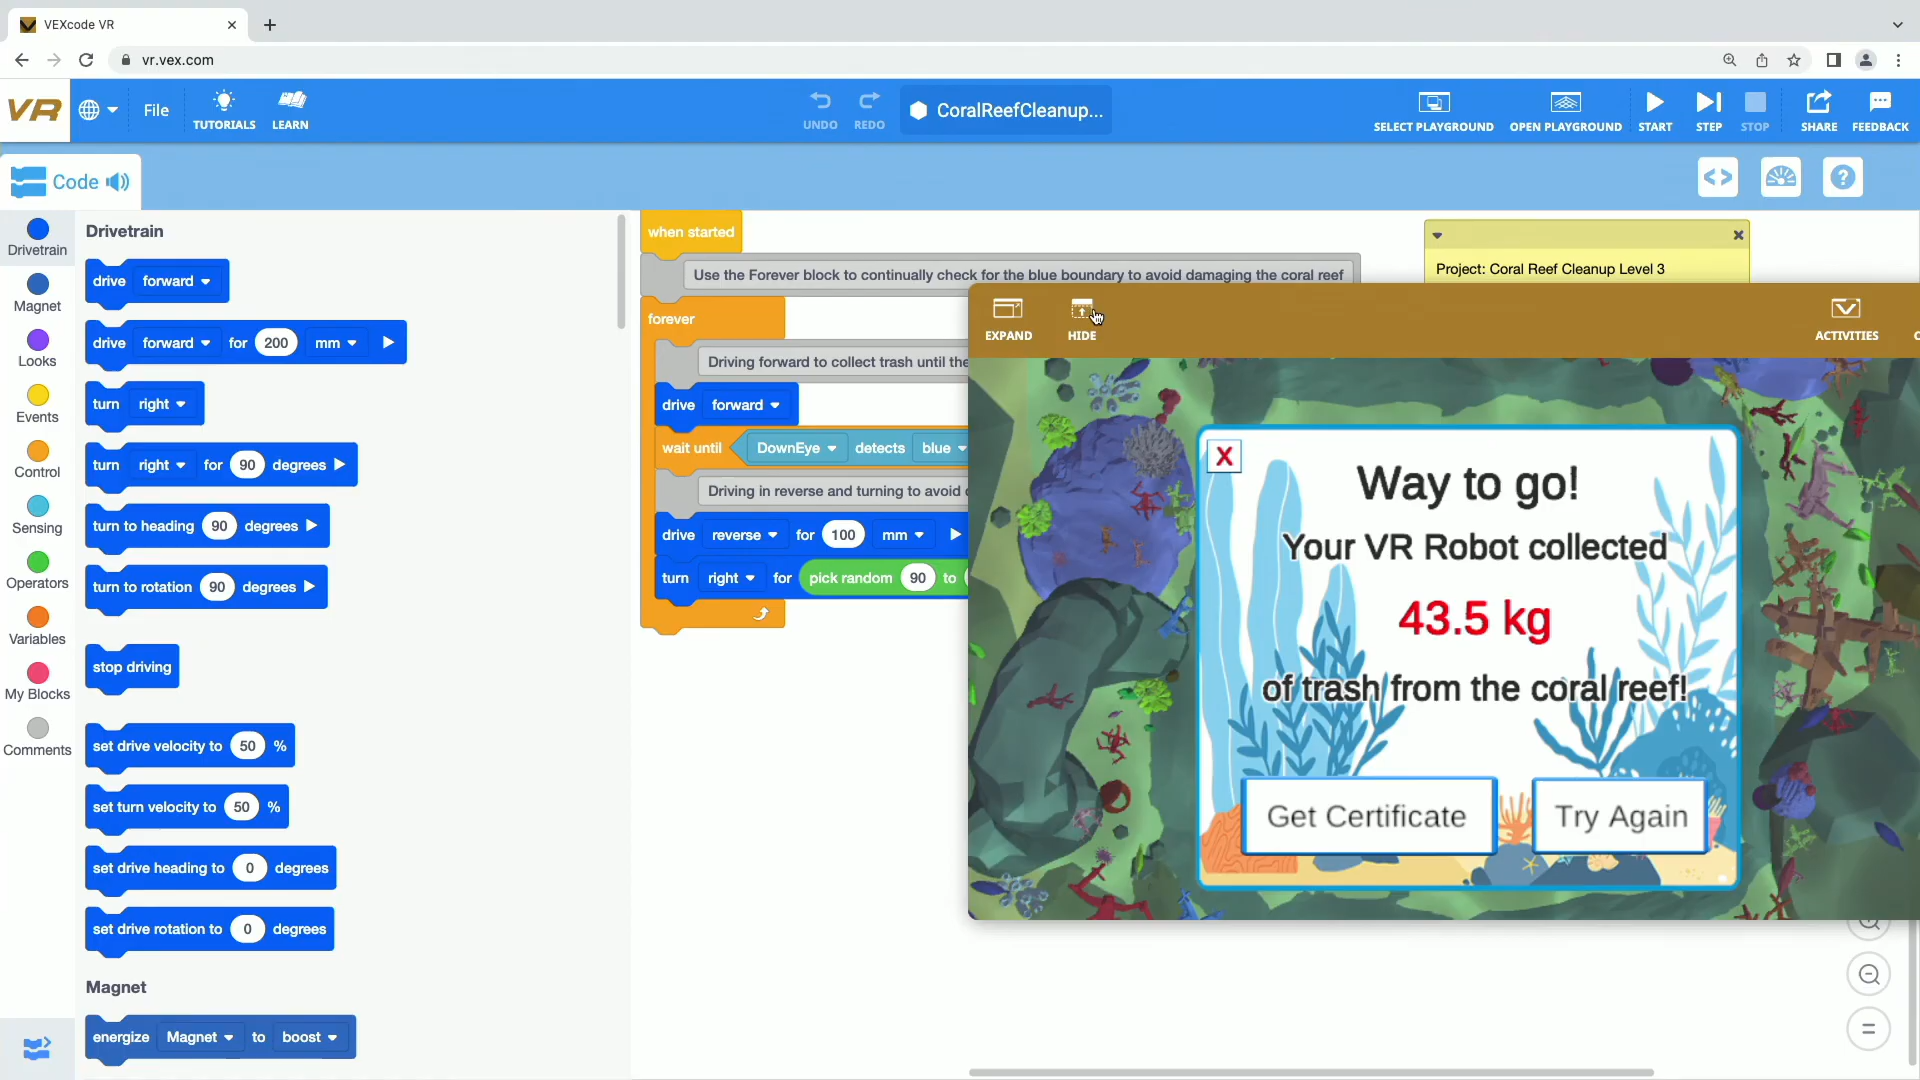 VEXcode VR
vr.vex.com
VR
File
TUTORIALS
LEARN
UNDO
REDO
CoralReefCleanup...
SELECT PLAYGROUND
OPEN PLAYGROUND
START
STEP
STOP
SHARE
FEEDBACK
Code
Drivetrain
Magnet
Looks
Events
Control
Sensing
Operators
Variables
My Blocks
Comments
Drivetrain
drive forward
drive forward for 200 mm
turn right
turn right for 90 degrees
turn to heading 90 degrees
turn to rotation 90 degrees
stop driving
set drive velocity to 50 %
set turn velocity to 50 %
set drive heading to 0 degrees
set drive rotation to 0 degrees
Magnet
energize Magnet to boost
when started
Use the Forever block to continually check for the blue boundary to avoid damaging the coral reef
forever
Driving forward to collect trash until the
drive forward
wait until DownEye detects blue
Driving in reverse and turning to avoid
drive reverse for 100 mm
turn right for pick random 90 to
Project: Coral Reef Cleanup Level 3
EXPAND
HIDE
ACTIVITIES
X
Way to go!
Your VR Robot collected
43.5 kg
of trash from the coral reef!
Get Certificate
Try Again